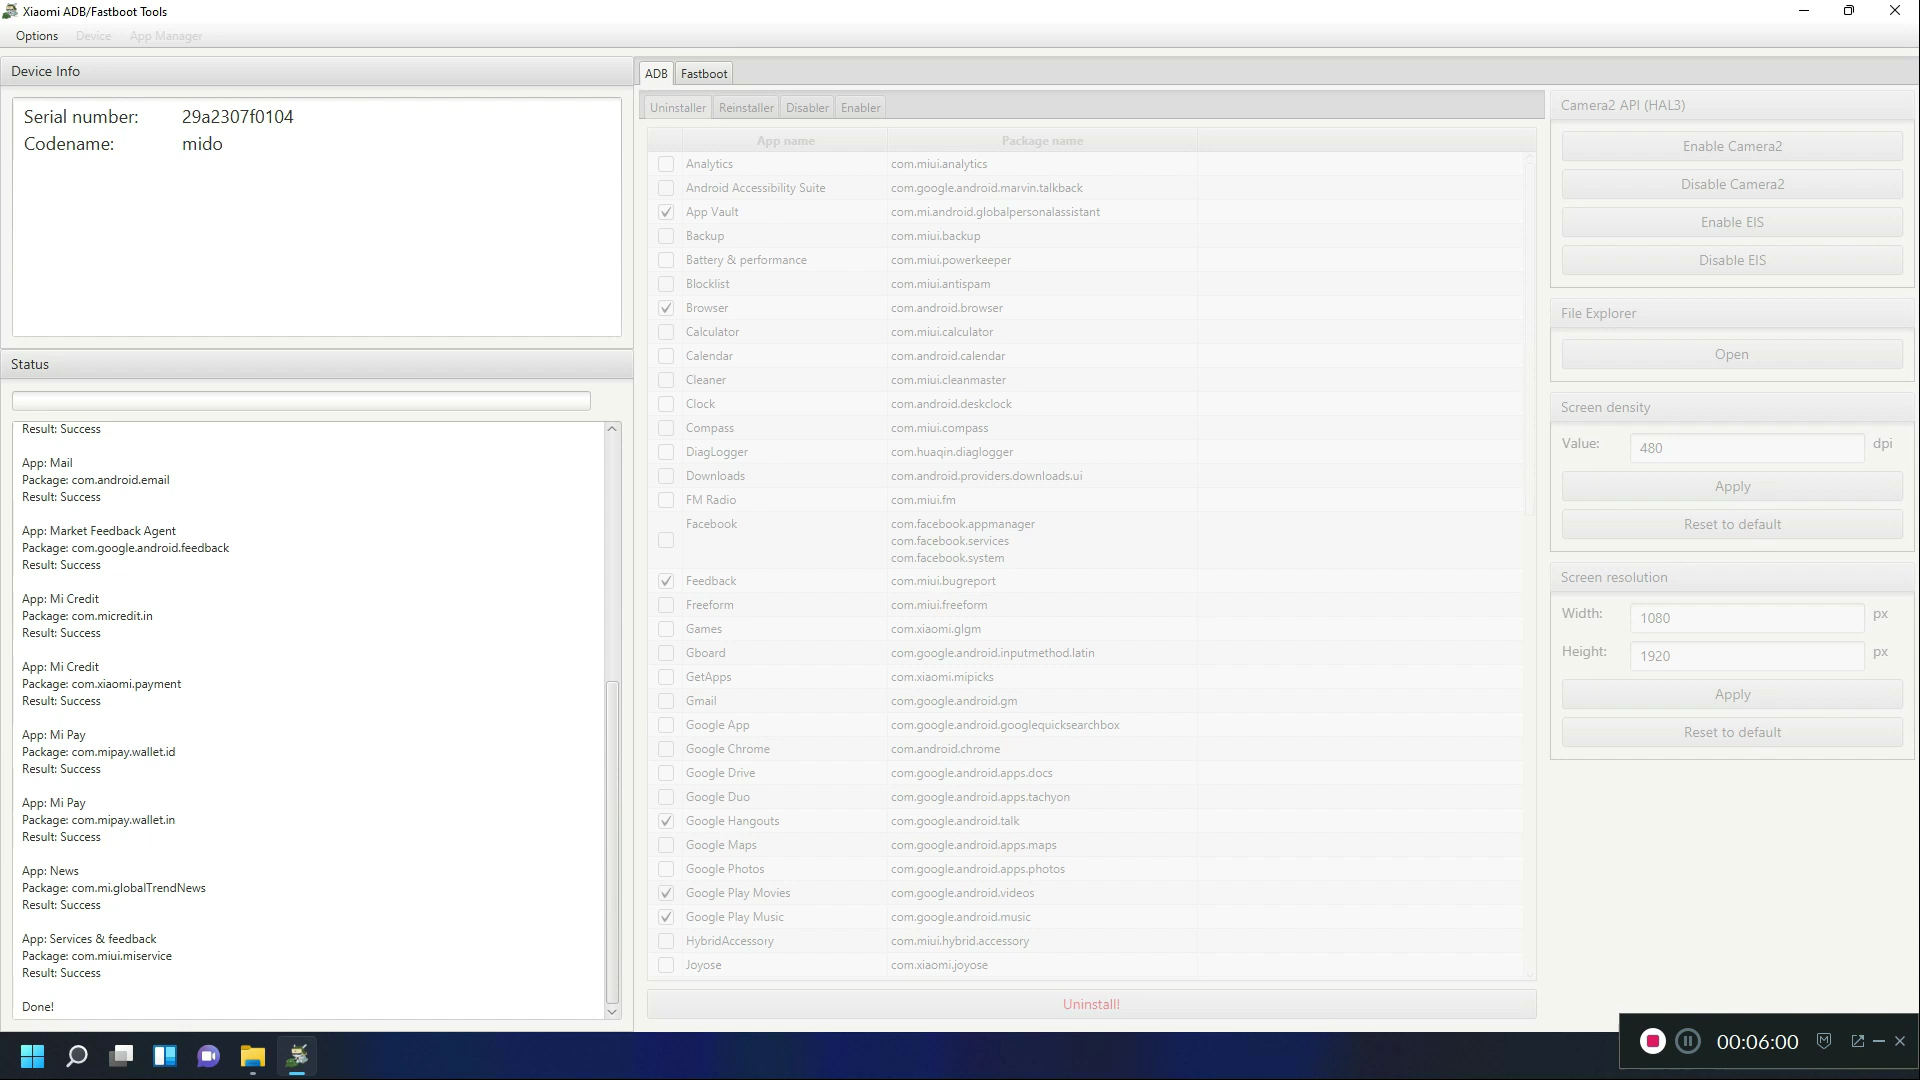 Xiaomi ADB/Fastboot Tools
Options Device App Manager
Device Info
Serial number: 29a2307f0104
Codename: mido
Status
Result: Success
App: Mail
Package: com.android.email
Result: Success
App: Market Feedback Agent
Package: com.google.android.feedback
Result: Success
App: Mi Credit
Package: com.micredit.in
Result: Success
App: Mi Credit
Package: com.xiaomi.payment
Result: Success
App: Mi Pay
Package: com.mipay.wallet.id
Result: Success
App: Mi Pay
Package: com.mipay.wallet.in
Result: Success
App: News
Package: com.mi.globalTrendNews
Result: Success
App: Services & feedback
Package: com.miui.miservice
Result: Success
Done!
ADB Fastboot
Uninstaller Reinstaller Disabler Enabler
App name Package name
Analytics com.miui.analytics
Android Accessibility Suite com.google.android.marvin.talkback
App Vault com.mi.android.globalpersonalassistant
Backup com.miui.backup
Battery & performance com.miui.powerkeeper
Blocklist com.miui.antispam
Browser com.android.browser
Calculator com.miui.calculator
Calendar com.android.calendar
Cleaner com.miui.cleanmaster
Clock com.android.deskclock
Compass com.miui.compass
DiagLogger com.huaqin.diaglogger
Downloads com.android.providers.downloads.ui
FM Radio com.miui.fm
Facebook com.facebook.appmanager
com.facebook.services
com.facebook.system
Feedback com.miui.bugreport
Freeform com.miui.freeform
Games com.xiaomi.glgm
Gboard com.google.android.inputmethod.latin
GetApps com.xiaomi.mipicks
Gmail com.google.android.gm
Google App com.google.android.googlequicksearchbox
Google Chrome com.android.chrome
Google Drive com.google.android.apps.docs
Google Duo com.google.android.apps.tachyon
Google Hangouts com.google.android.talk
Google Maps com.google.android.apps.maps
Google Photos com.google.android.apps.photos
Google Play Movies com.google.android.videos
Google Play Music com.google.android.music
HybridAccessory com.miui.hybrid.accessory
Joyose com.xiaomi.joyose
Uninstall!
Camera2 API (HAL3)
Enable Camera2
Disable Camera2
Enable EIS
Disable EIS
File Explorer
Open
Screen density
Value: 480 dpi
Apply
Reset to default
Screen resolution
Width: 1080 px
Height: 1920 px
Apply
Reset to default
00:06:00